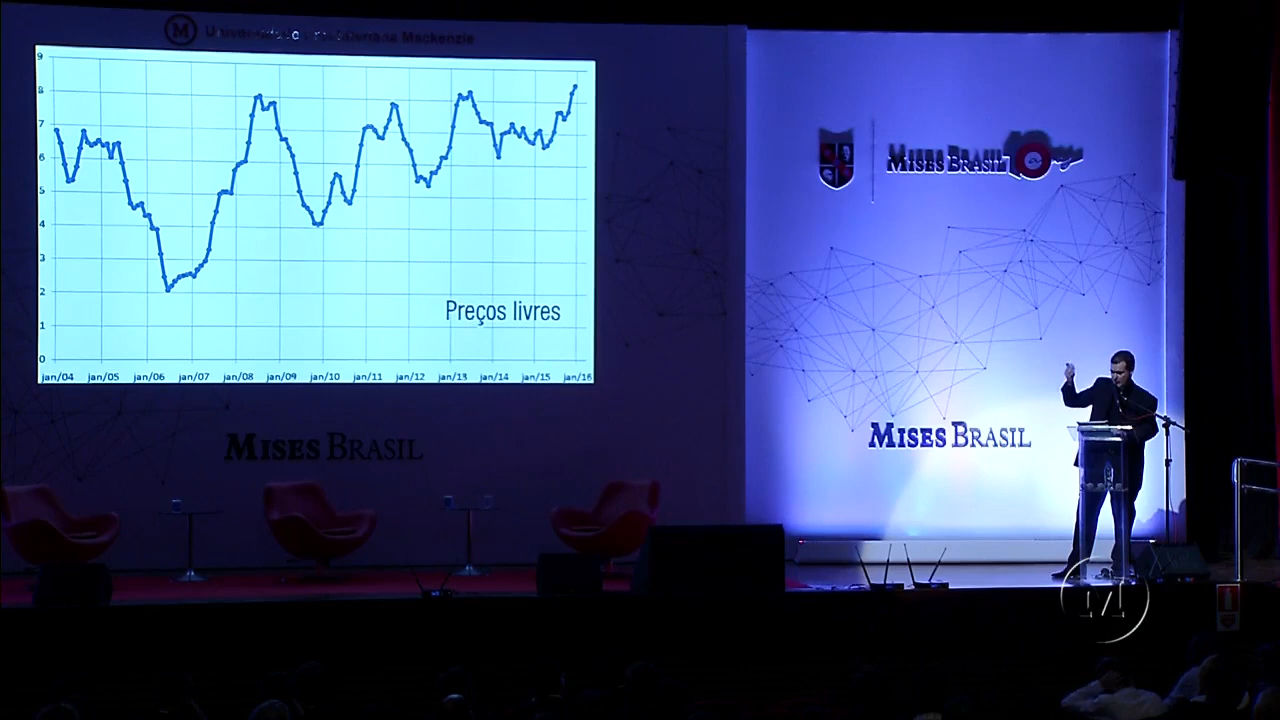 M
Mackenzie
9
8
7
6
5
4
3
2
1
0
Preços livres
jan/04 jan/05 jan/06 jan/07 jan/08 jan/09 jan/10 jan/11 jan/12 jan/13 jan/14 jan/15 jan/16
MISES BRASIL
MISES BRASIL 10
MISES BRASIL
M